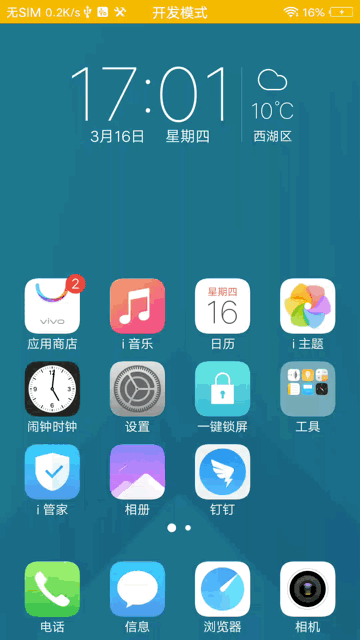 无SIM 0.2K/s 开发模式 16%
17:01
10℃
3月16日 星期四 西湖区
2
vivo
星期四
16
应用商店 i 音乐 日历 i 主题
闹钟时钟 设置 一键锁屏 工具
i 管家 相册 钉钉
电话 信息 浏览器 相机